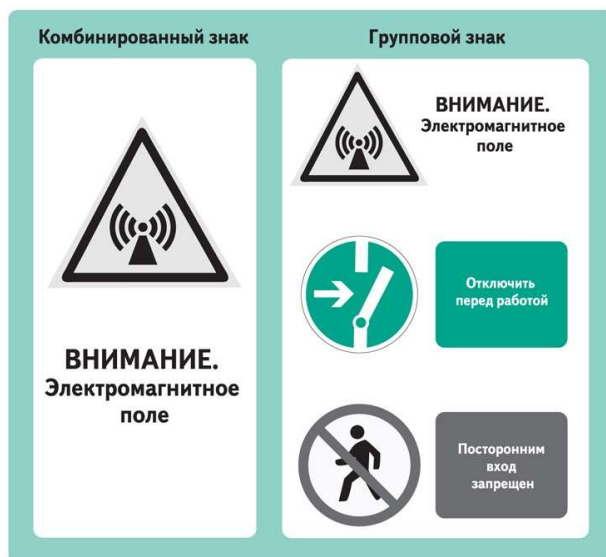 Комбинированный знак
Групповой знак
ВНИМАНИЕ.
Электромагнитное
поле
ВНИМАНИЕ.
Электромагнитное
поле
Отключить
перед работой
Посторонним
вход
запрещен